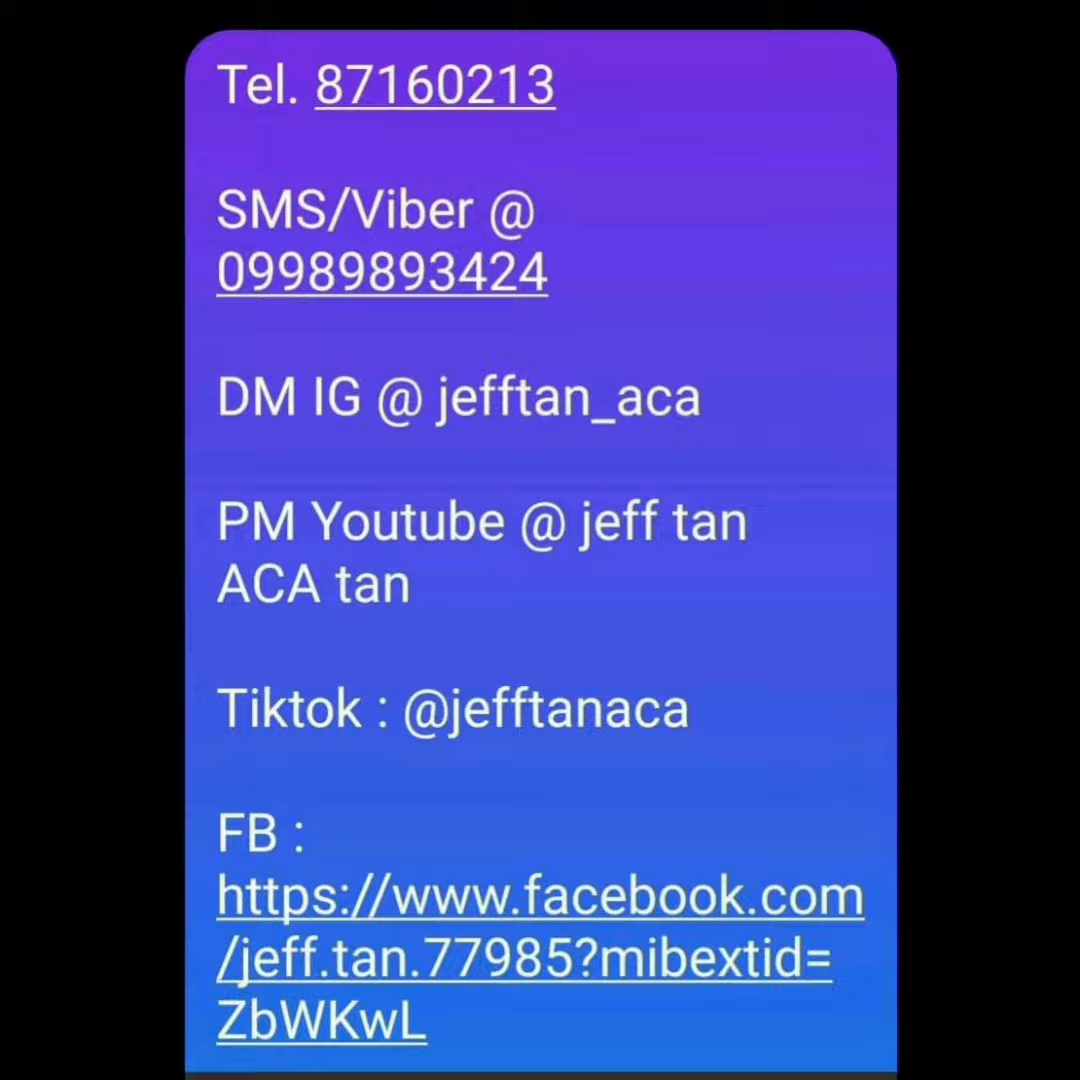 Tel. 87160213
SMS/Viber @
09989893424
DM IG @ jefftan_aca
PM Youtube @ jeff tan
ACA tan
Tiktok : @jefftanaca
FB :
https://www.facebook.com
/jeff.tan.77985?mibextid=
ZbWKwL